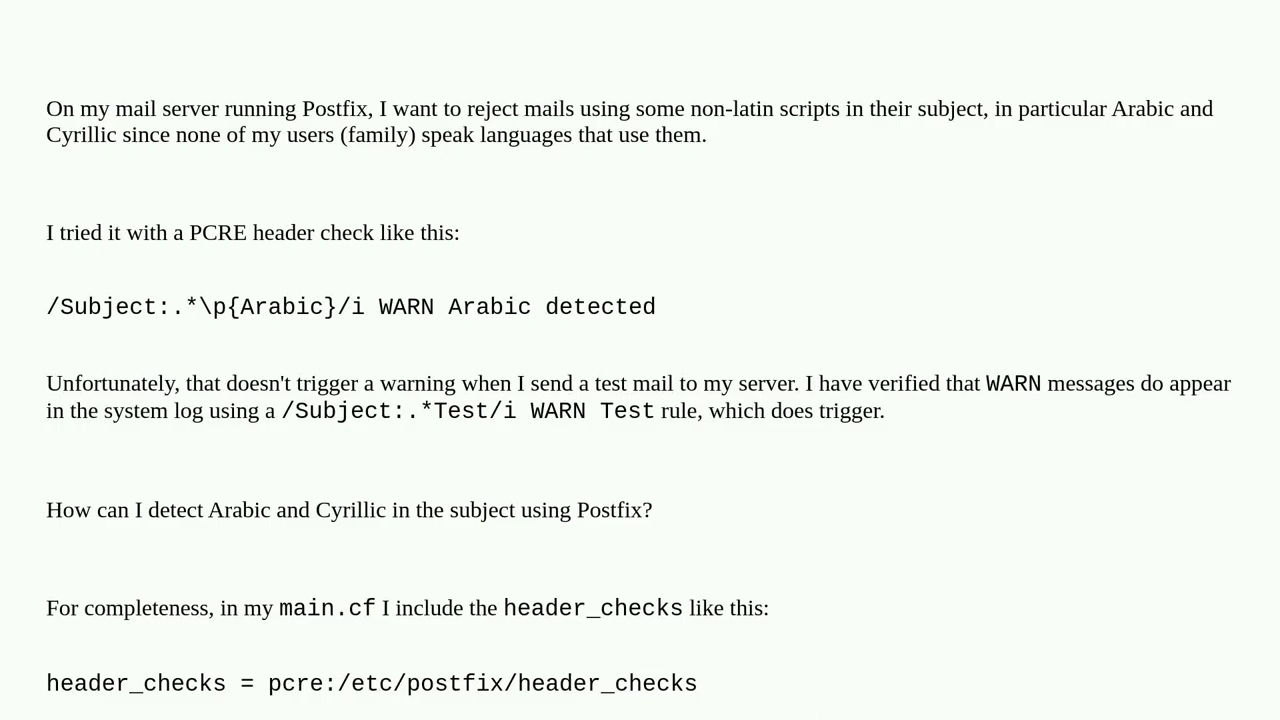 On my mail server running Postfix, I want to reject mails using some non-latin scripts in their subject, in particular Arabic and
Cyrillic since none of my users (family) speak languages that use them.
I tried it with a PCRE header check like this:
/Subject:.*\p{Arabic}/i WARN Arabic detected
Unfortunately, that doesn't trigger a warning when I send a test mail to my server. I have verified that WARN messages do appear
in the system log using a /Subject:.*Test/i WARN Test rule, which does trigger.
How can I detect Arabic and Cyrillic in the subject using Postfix?
For completeness, in my main.cf I include the header_checks like this:
header_checks = pcre:/etc/postfix/header_checks